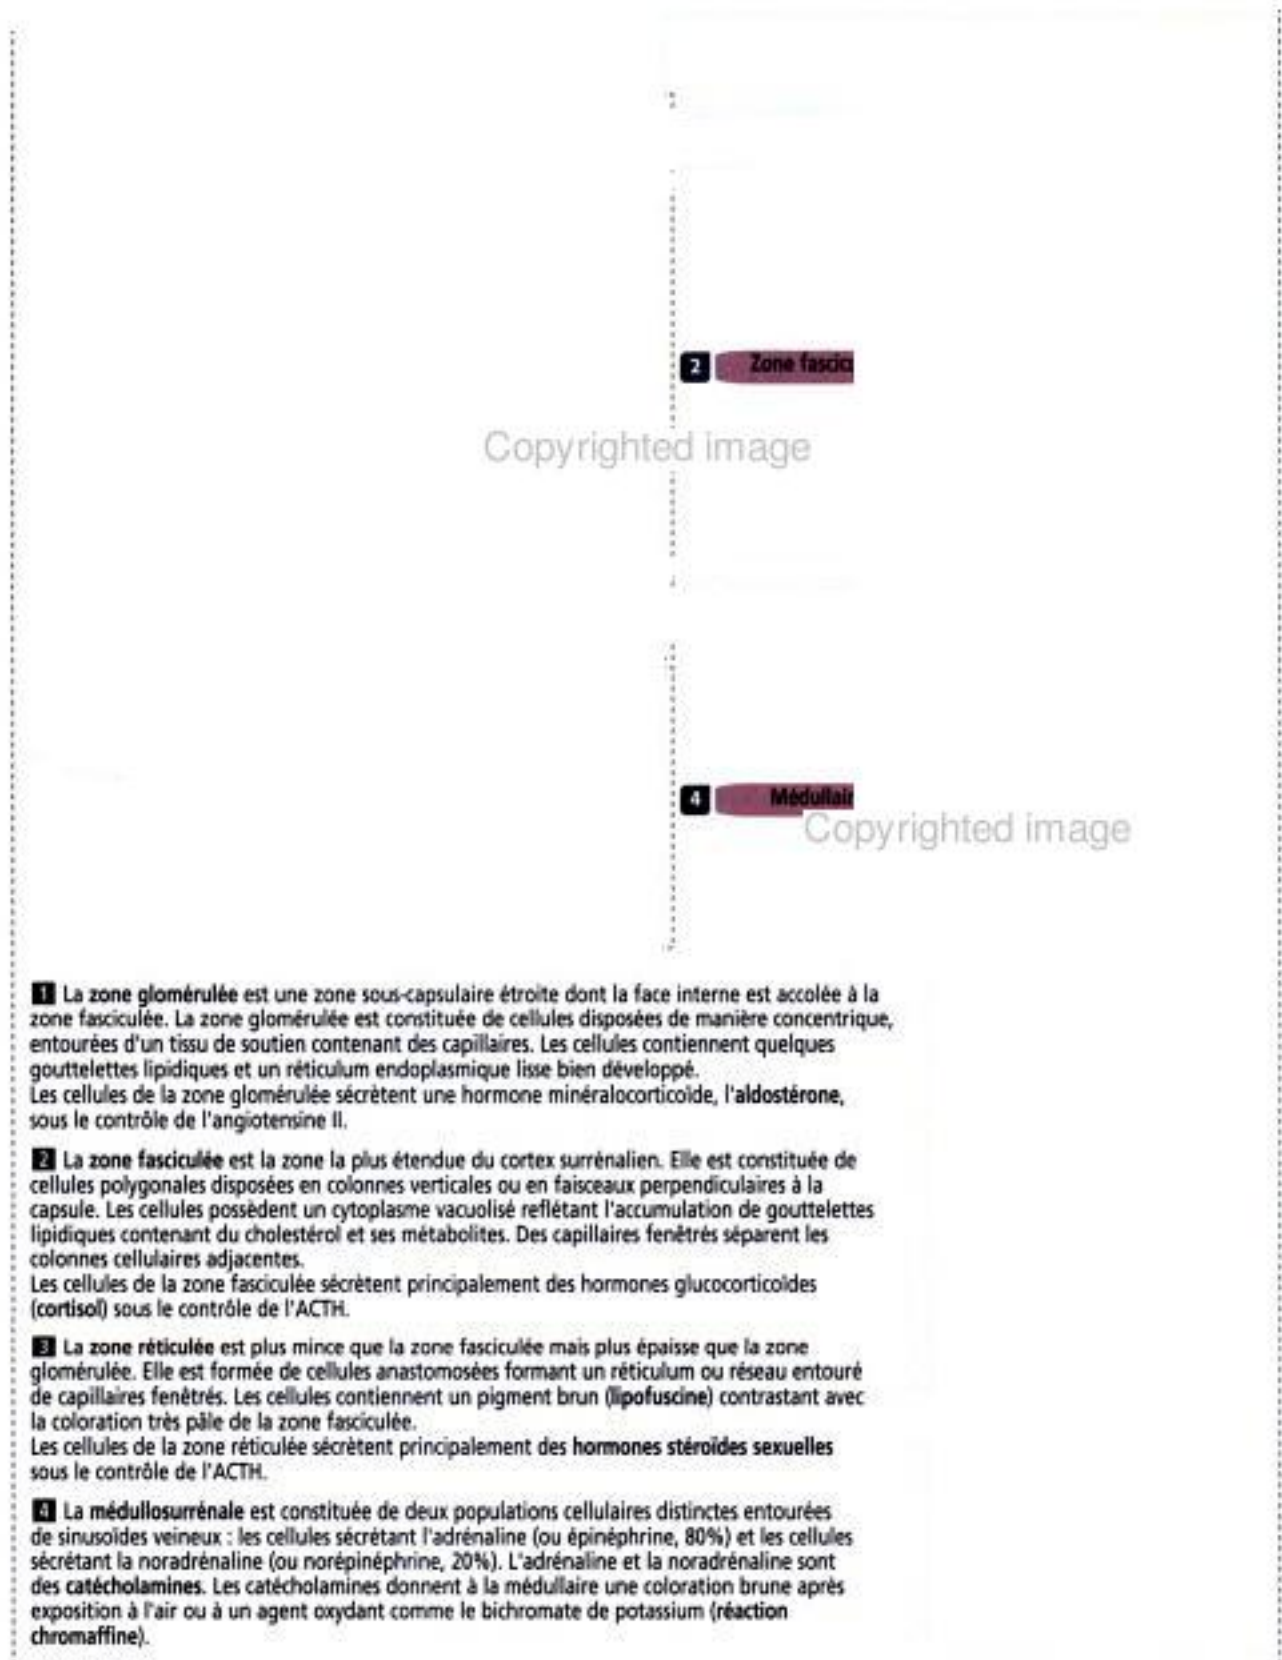 2 Zone fascicu
Copyrighted image
4 Médullair
Copyrighted image
1 La zone glomérulée est une zone sous-capsulaire étroite dont la face interne est accolée à la
zone fasciculée. La zone glomérulée est constituée de cellules disposées de manière concentrique,
entourées d'un tissu de soutien contenant des capillaires. Les cellules contiennent quelques
gouttelettes lipidiques et un réticulum endoplasmique lisse bien développé.
Les cellules de la zone glomérulée sécrètent une hormone minéralocorticoïde, l'aldostérone,
sous le contrôle de l'angiotensine II.
2 La zone fasciculée est la zone la plus étendue du cortex surrénalien. Elle est constituée de
cellules polygonales disposées en colonnes verticales ou en faisceaux perpendiculaires à la
capsule. Les cellules possèdent un cytoplasme vacuolisé reflétant l'accumulation de gouttelettes
lipidiques contenant du cholestérol et ses métabolites. Des capillaires fenêtrés séparent les
colonnes cellulaires adjacentes.
Les cellules de la zone fasciculée sécrètent principalement des hormones glucocorticoïdes
(cortisol) sous le contrôle de l'ACTH.
3 La zone réticulée est plus mince que la zone fasciculée mais plus épaisse que la zone
glomérulée. Elle est formée de cellules anastomosées formant un réticulum ou réseau entouré
de capillaires fenêtrés. Les cellules contiennent un pigment brun (lipofuscine) contrastant avec
la coloration très pâle de la zone fasciculée.
Les cellules de la zone réticulée sécrètent principalement des hormones stéroïdes sexuelles
sous le contrôle de l'ACTH.
4 La médullosurrénale est constituée de deux populations cellulaires distinctes entourées
de sinusoïdes veineux : les cellules sécrétant l'adrénaline (ou épinéphrine, 80%) et les cellules
sécrétant la noradrénaline (ou norépinéphrine, 20%). L'adrénaline et la noradrénaline sont
des catécholamines. Les catécholamines donnent à la médullaire une coloration brune après
exposition à l'air ou à un agent oxydant comme le bichromate de potassium (réaction
chromaffine).